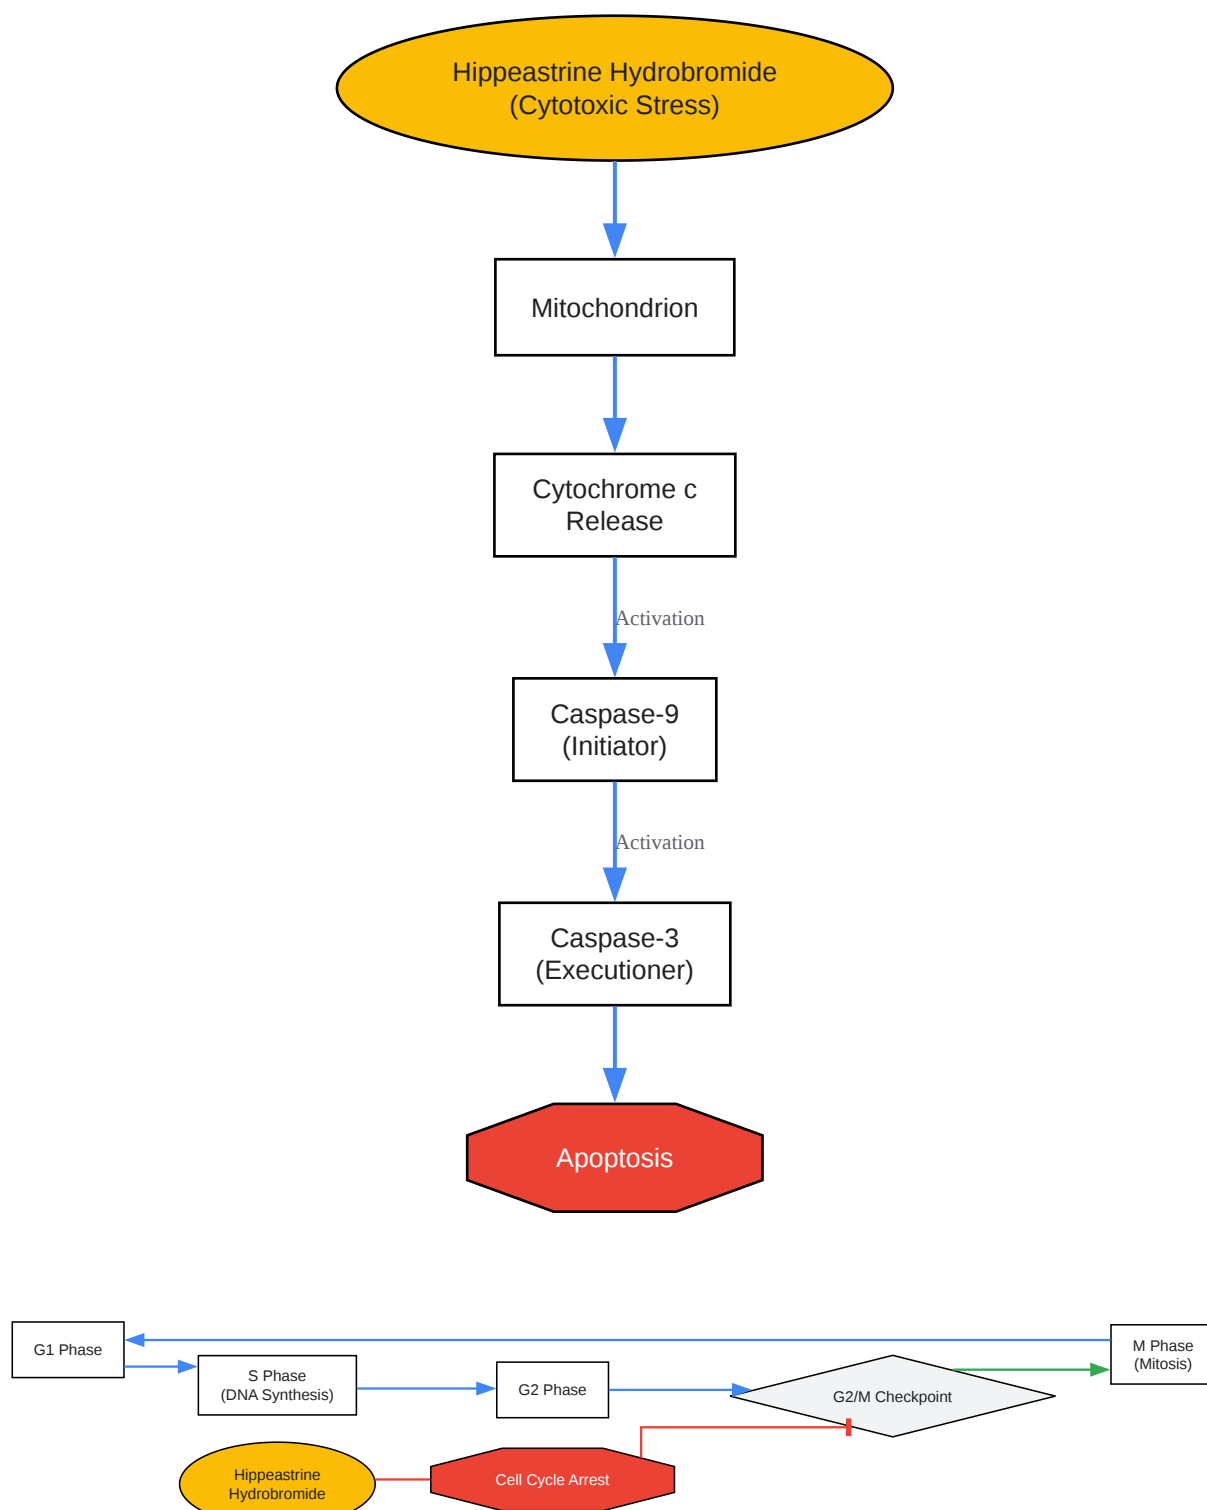 Hippeastrine Hydrobromide
(Cytotoxic Stress)
Mitochondrion
Cytochrome c
Release
Activation
Caspase-9
(Initiator)
Activation
Caspase-3
(Executioner)
Apoptosis
G1 Phase
S Phase
(DNA Synthesis)
G2 Phase
G2/M Checkpoint
M Phase
(Mitosis)
Hippeastrine
Hydrobromide
Cell Cycle Arrest